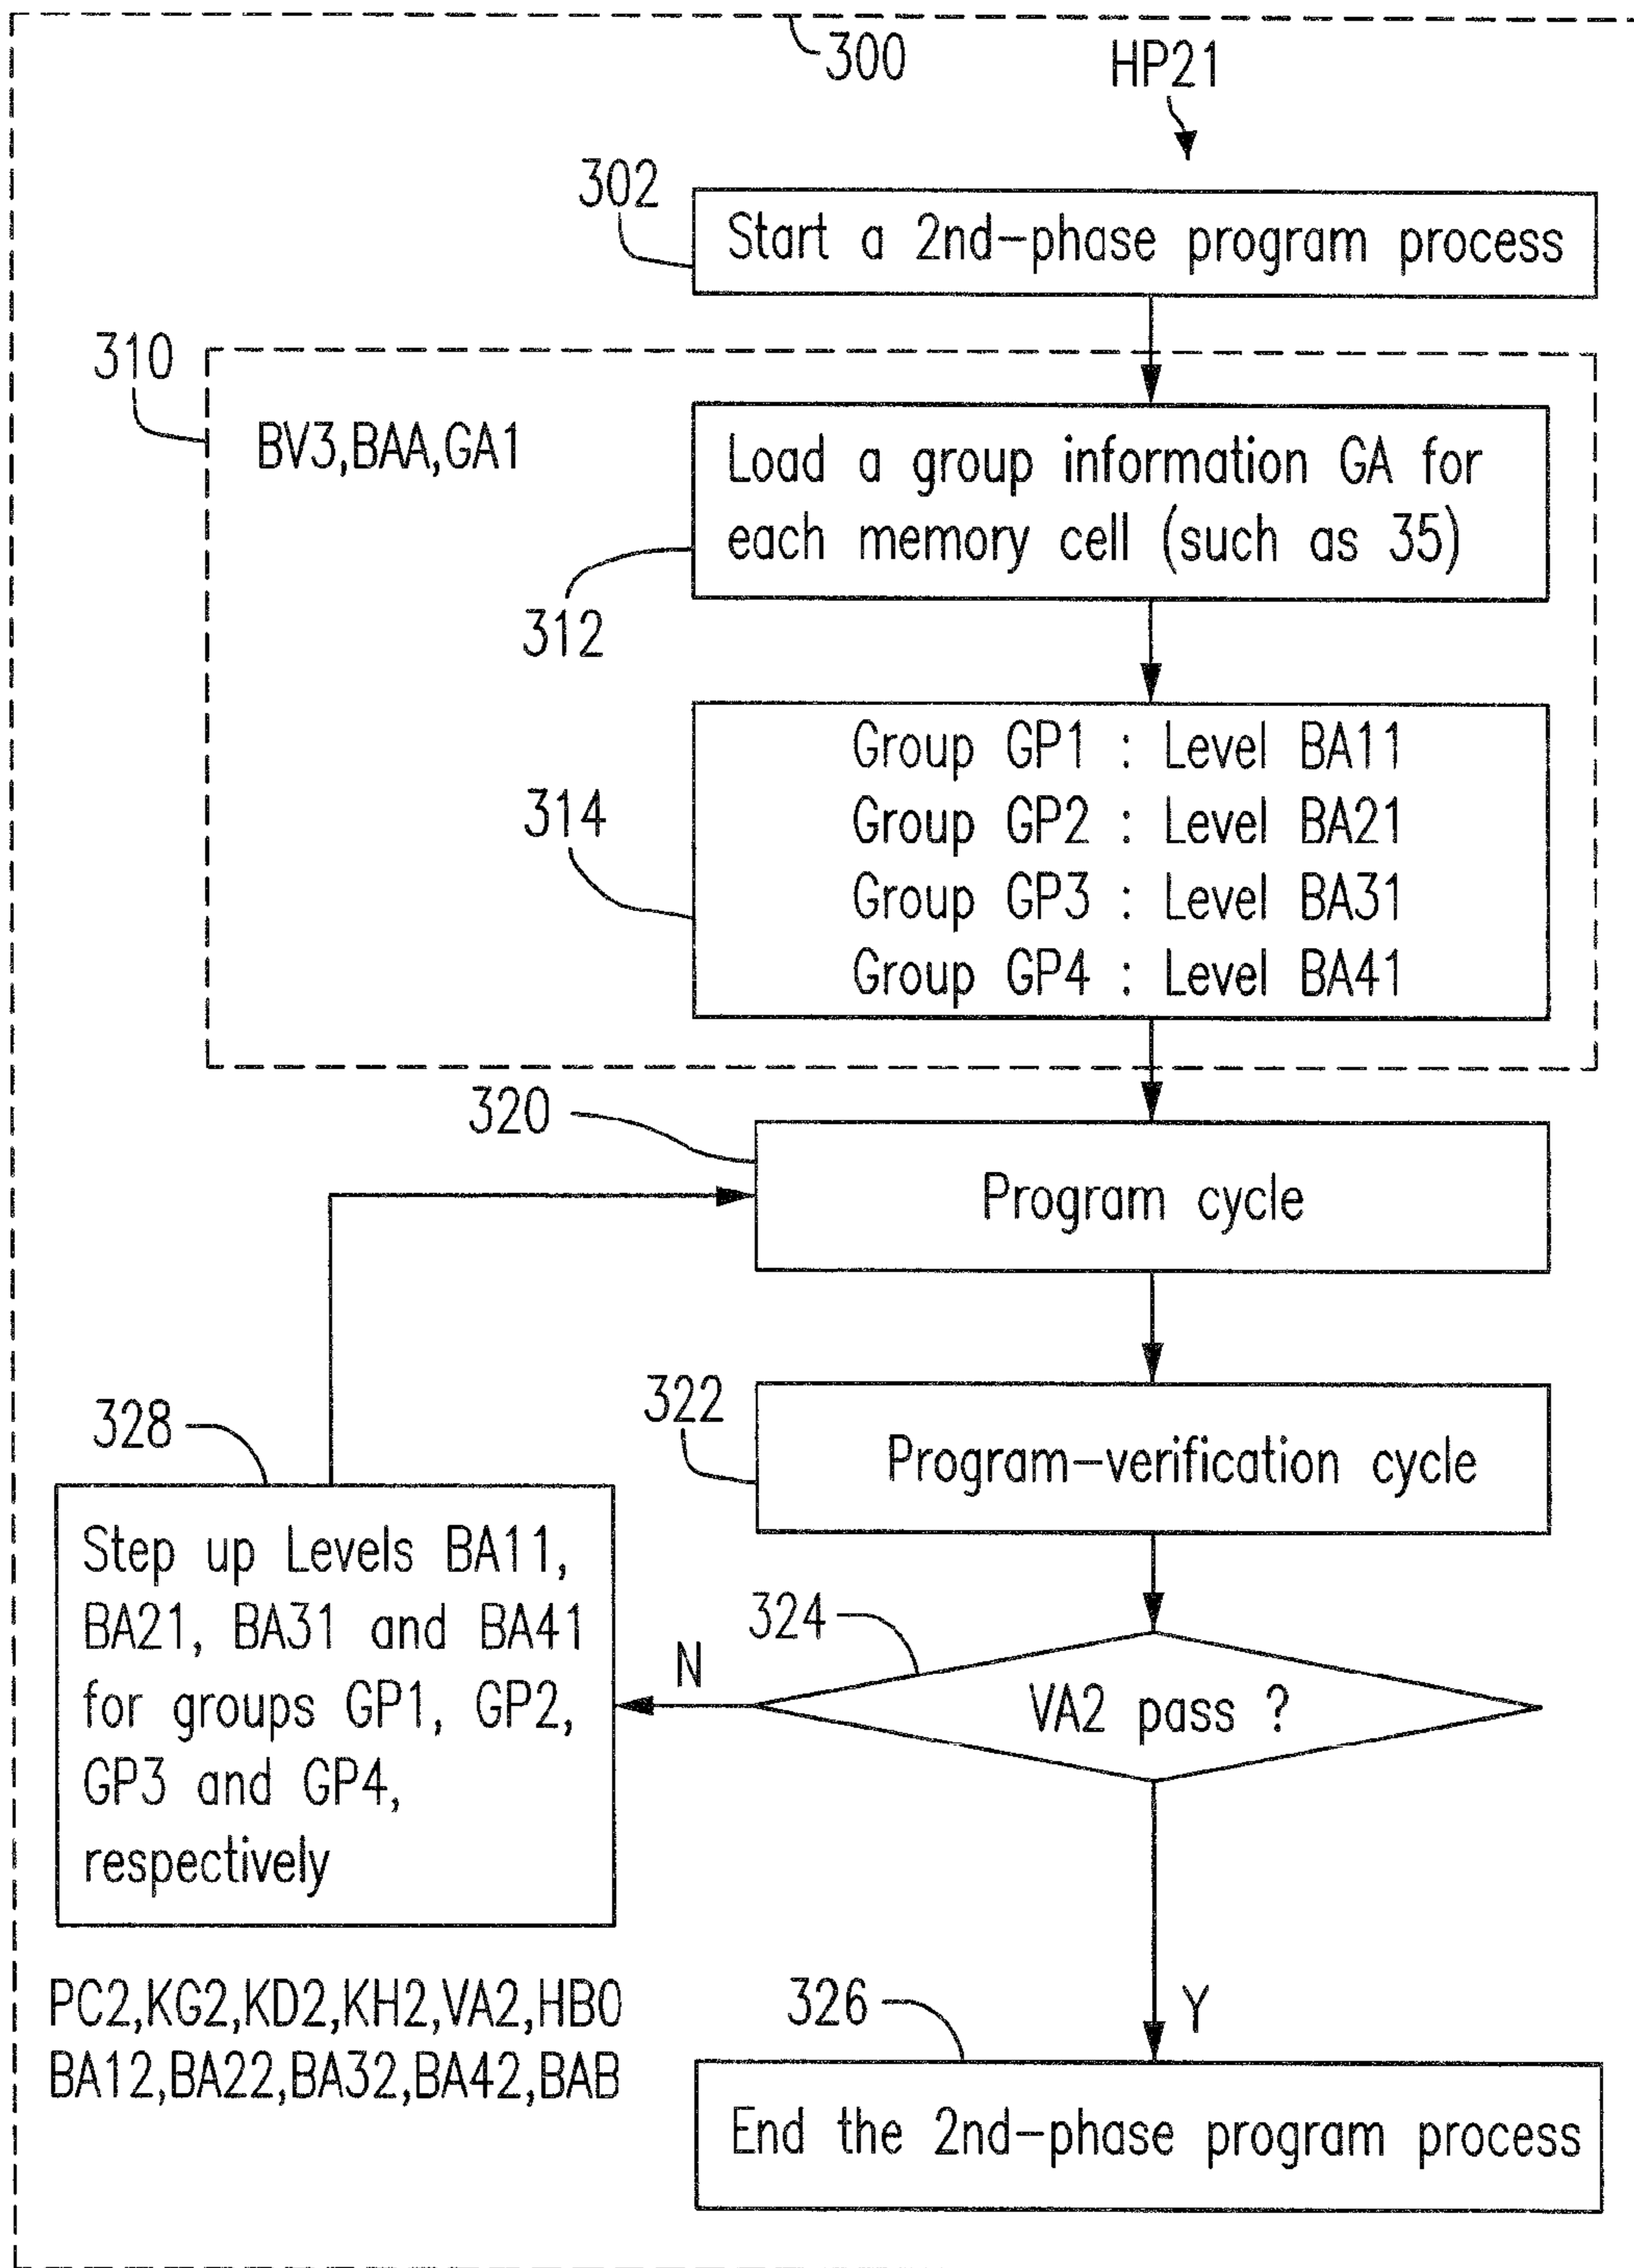 300
HP21
302
Start a 2nd-phase program process
310
BV3,BAA,GA1
Load a group information GA for
each memory cell (such as 35)
312
Group GP1 : Level BA11
Group GP2 : Level BA21
314
Group GP3 : Level BA31
Group GP4 : Level BA41
320
Program cycle
322
328
Program-verification cycle
Step up Levels BA11,
BA21, BA31 and BA41
for groups GP1, GP2,
GP3 and GP4,
respectively
324
N
VA2 pass ?
PC2,KG2,KD2,KH2,VA2,HB0
BA12,BA22,BA32,BA42,BAB
326
Y
End the 2nd-phase program process